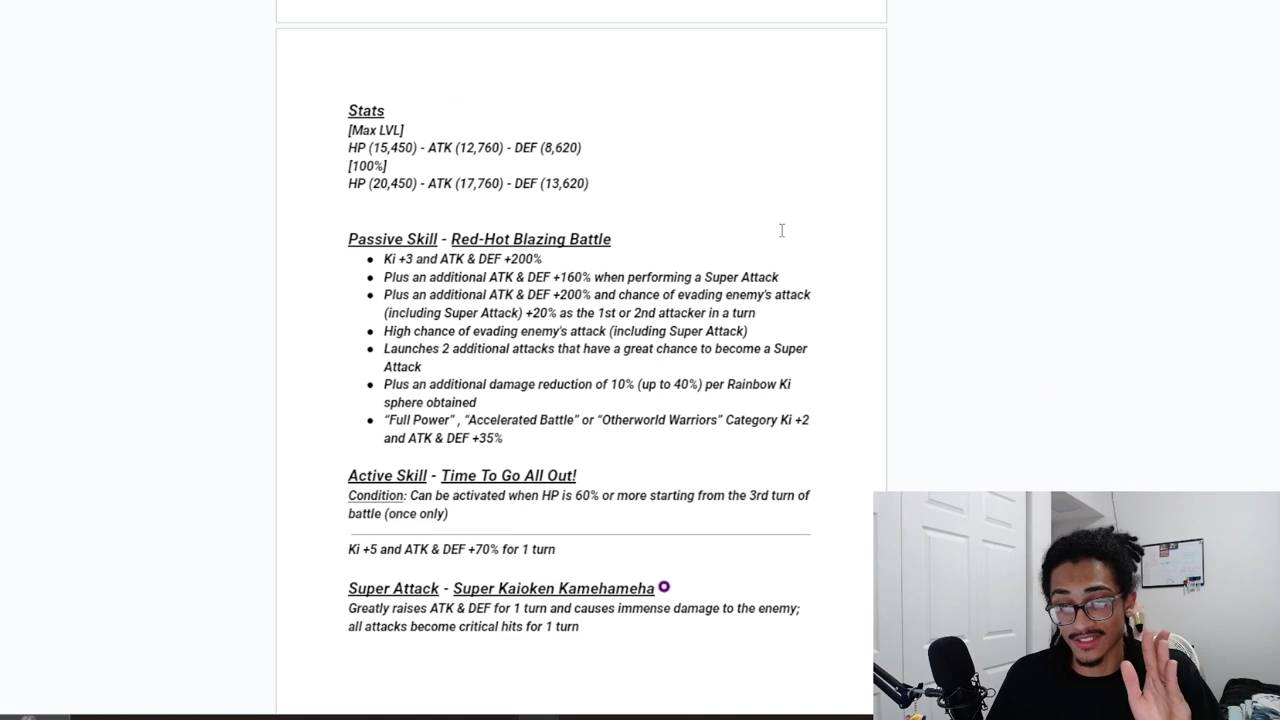 Stats
[Max LVL]
HP (15,450) - ATK (12,760) - DEF (8,620)
[100%]
HP (20,450) - ATK (17,760) - DEF (13,620)
Passive Skill - Red-Hot Blazing Battle
● Ki +3 and ATK & DEF +200%
● Plus an additional ATK & DEF +160% when performing a Super Attack
● Plus an additional ATK & DEF +200% and chance of evading enemy's attack
(including Super Attack) +20% as the 1st or 2nd attacker in a turn
● High chance of evading enemy's attack (including Super Attack)
● Launches 2 additional attacks that have a great chance to become a Super
Attack
● Plus an additional damage reduction of 10% (up to 40%) per Rainbow Ki
sphere obtained
● “Full Power” , “Accelerated Battle” or “Otherworld Warriors” Category Ki +2
and ATK & DEF +35%
Active Skill - Time To Go All Out!
Condition: Can be activated when HP is 60% or more starting from the 3rd turn of
battle (once only)
Ki +5 and ATK & DEF +70% for 1 turn
Super Attack - Super Kaioken Kamehameha
Greatly raises ATK & DEF for 1 turn and causes immense damage to the enemy;
all attacks become critical hits for 1 turn